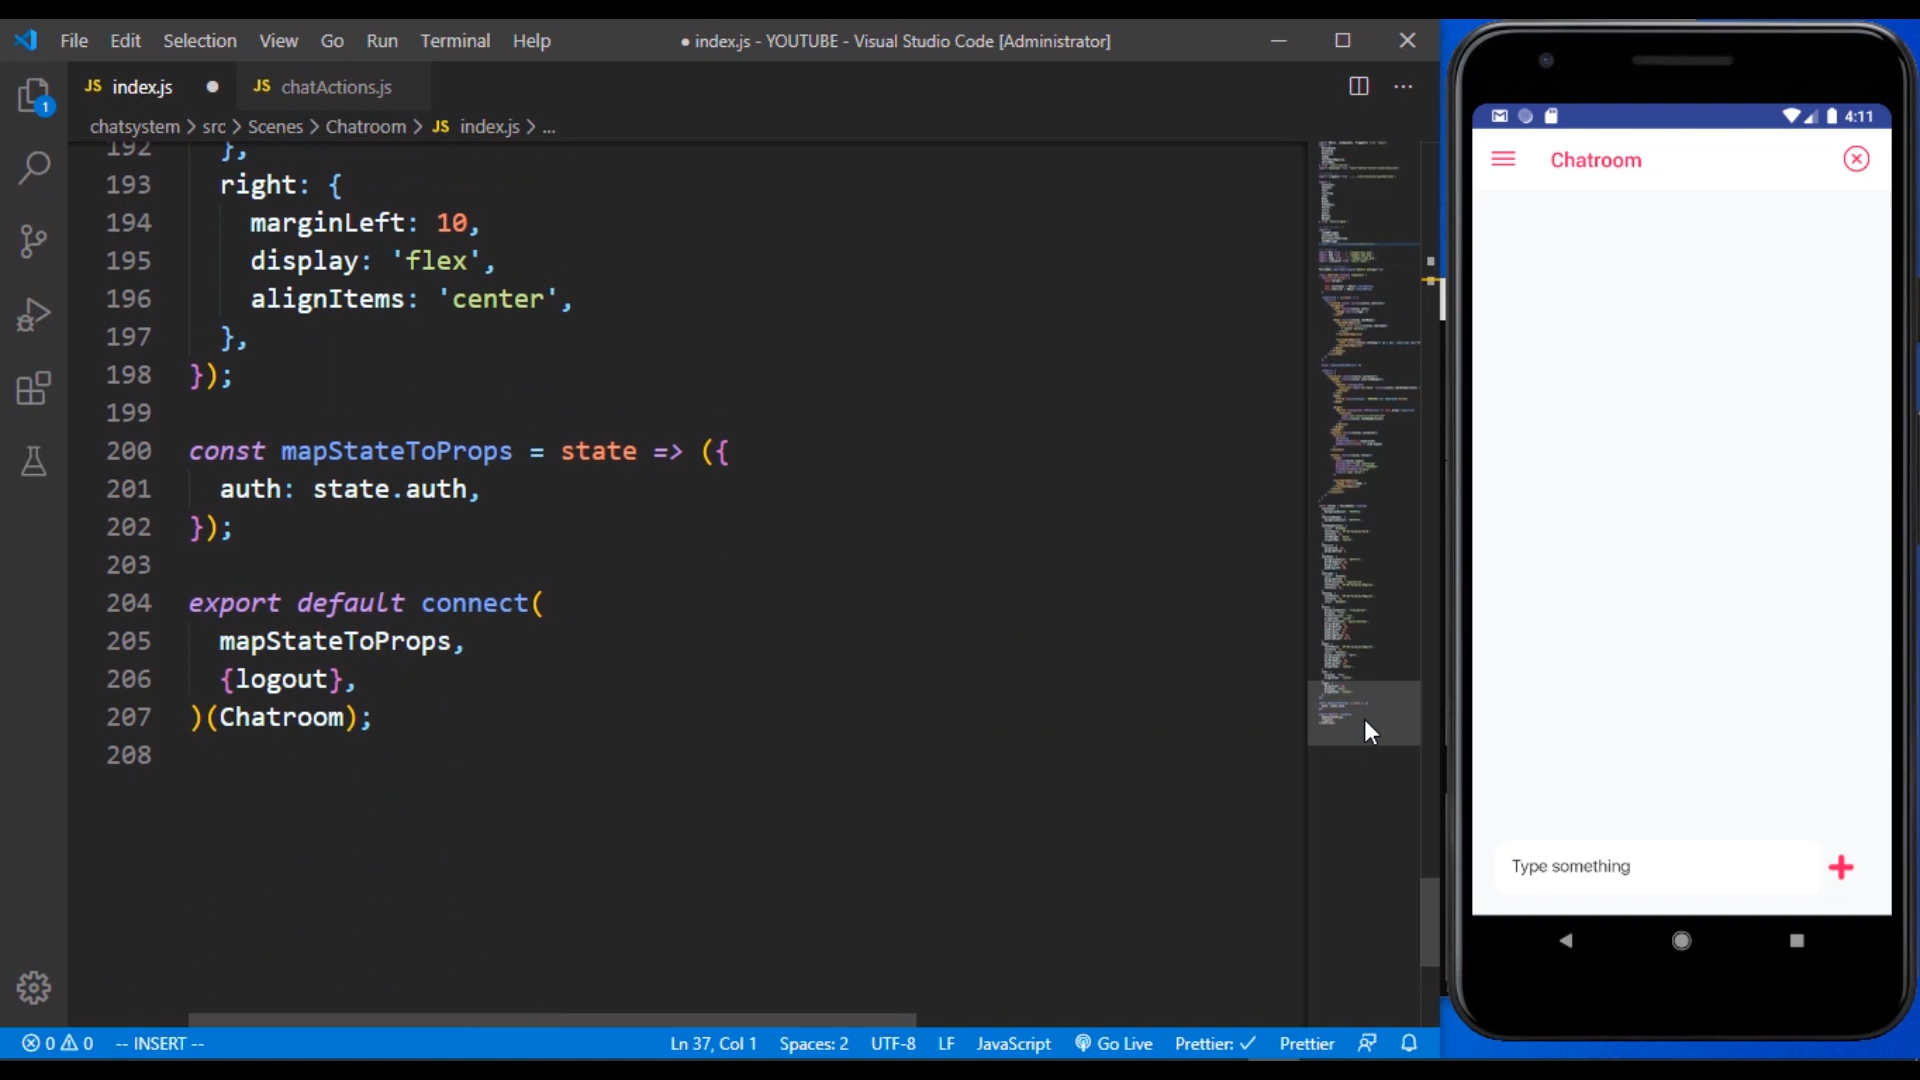 File Edit Selection View Go Run Terminal Help ● index.js - YOUTUBE - Visual Studio Code [Administrator]
JS index.js ● JS chatActions.js
chatsystem > src > Scenes > Chatroom > JS index.js > ...
192 },
193 right: {
194 marginLeft: 10,
195 display: 'flex',
196 alignItems: 'center',
197 },
198 });
199
200 const mapStateToProps = state => ({
201 auth: state.auth,
202 });
203
204 export default connect(
205 mapStateToProps,
206 {logout},
207 )(Chatroom);
208
1
0 0 -- INSERT -- Ln 37, Col 1 Spaces: 2 UTF-8 LF JavaScript Go Live Prettier: ✓ Prettier
4:11
Chatroom
Type something